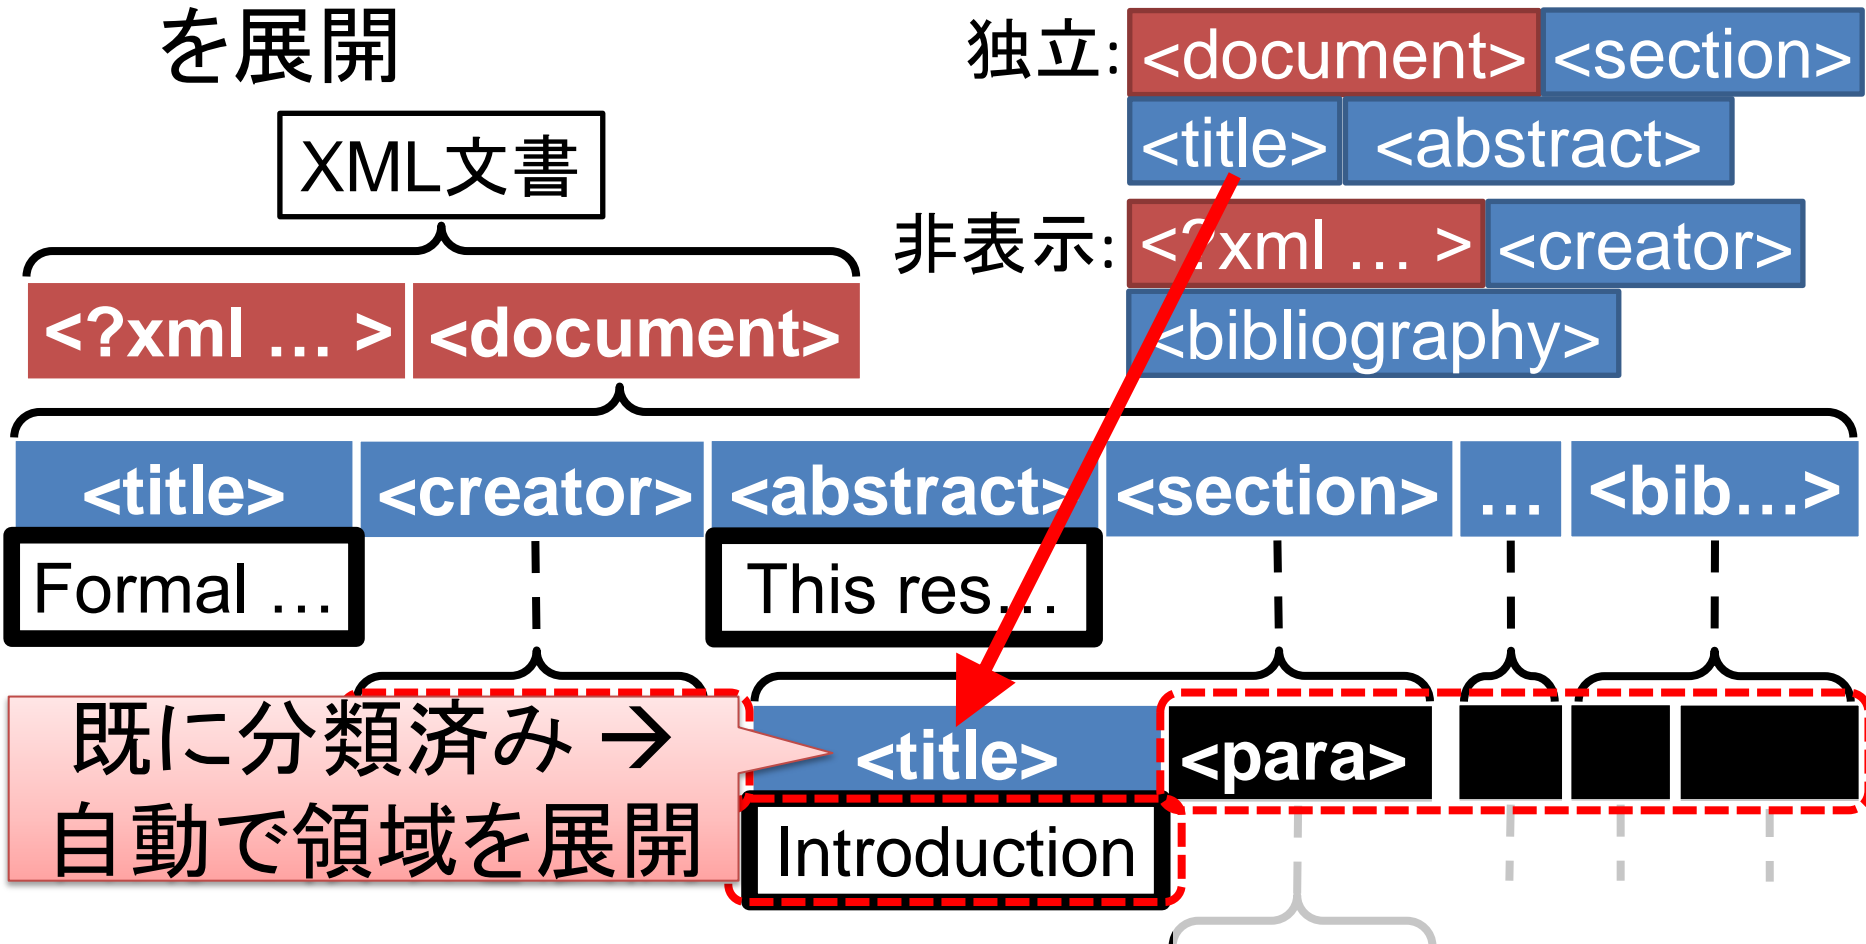 を展開
独立: <document> <section>
<title> <abstract>
非表示: <?xml … > <creator>
<bibliography>
XML文書
<?xml … > <document>
<title> <creator> <abstract> <section> … <bib…>
Formal … This res…
既に分類済み →
自動で領域を展開
<title> <para>
Introduction